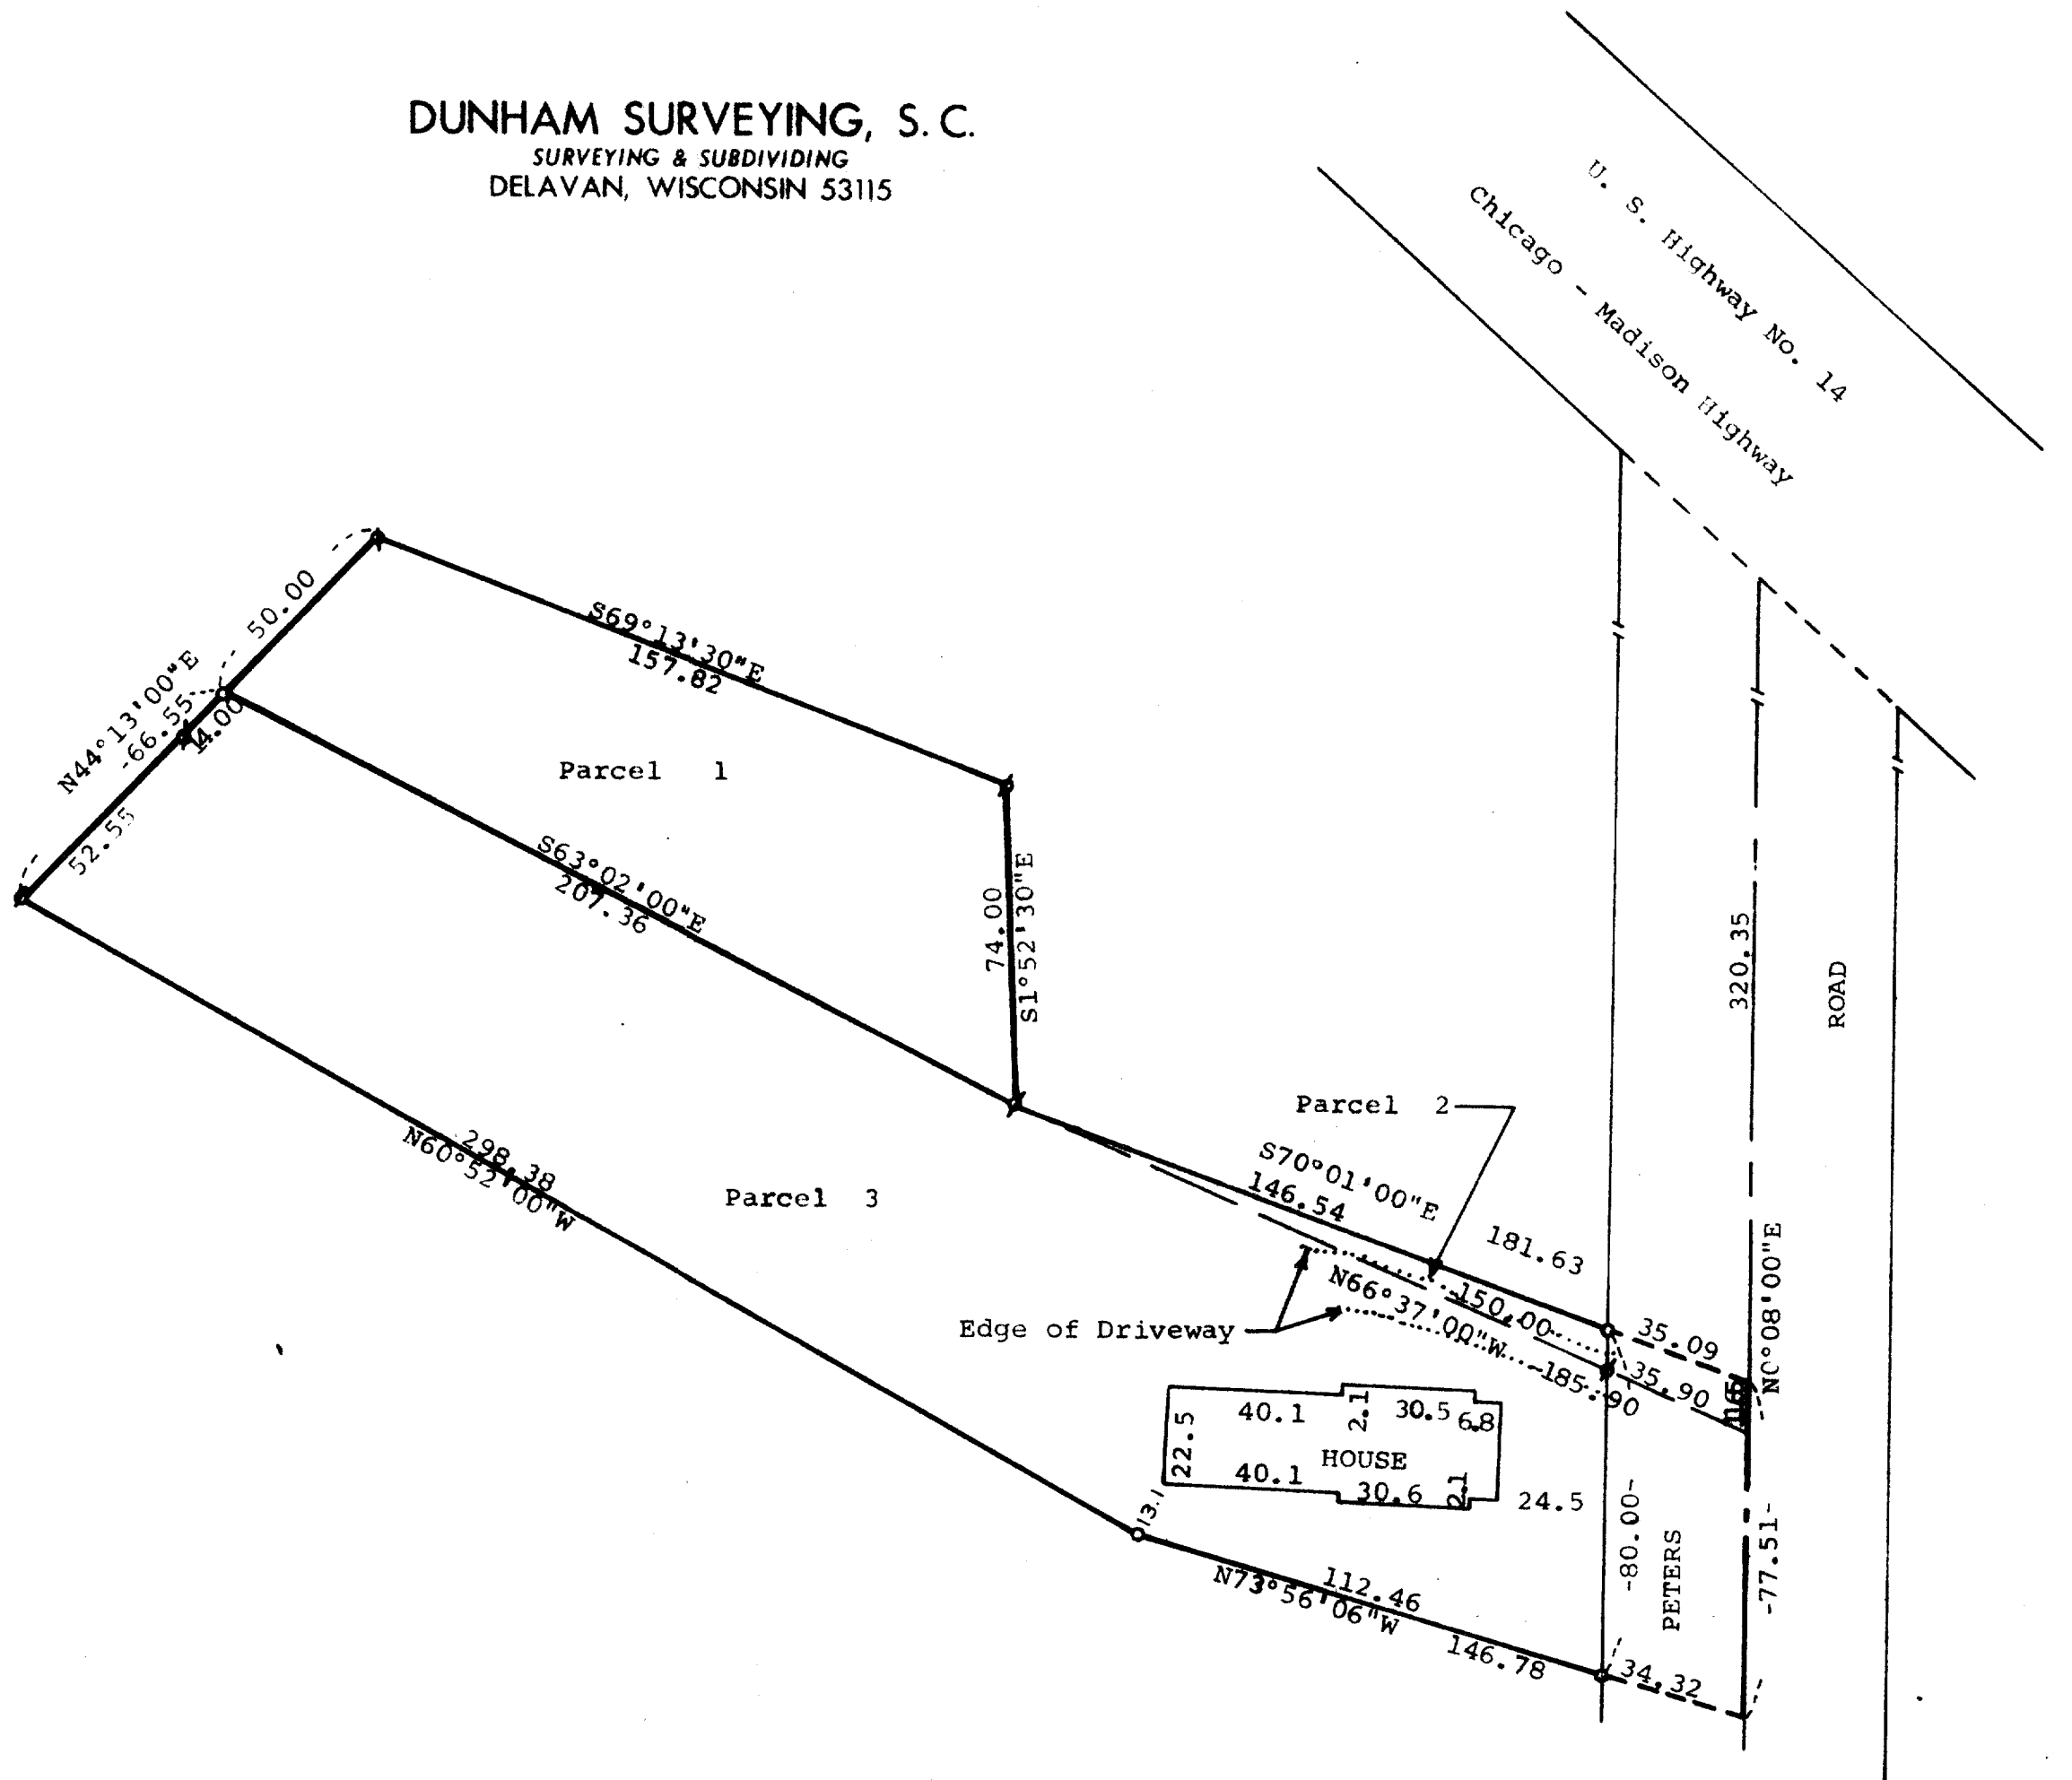 DUNHAM SURVEYING, S.C.
SURVEYING & SUBDIVIDING
DELAVAN, WISCONSIN 53115
U. S. Highway No. 14
Chicago - Madison Highway
50.00
S69°13'30"E
157.82
N44°13'00"E
-66.55
14.00
52.55
Parcel 1
S63°02'00"E
207.36
74.00
S1°52'30"E
320.35
ROAD
Parcel 2
S70°01'00"E
146.54
181.63
298.38
N60°52'00"W
Parcel 3
N66°37'00"W
-150.00
Edge of Driveway
-185.90
35.09
35.90
N0°08'00"E
40.1
2.1
30.5
6.8
22.5
HOUSE
40.1
30.6
2.1
24.5
13.1
-80.00-
PETERS
-77.51-
112.46
N73°56'06"W
146.78
34.32